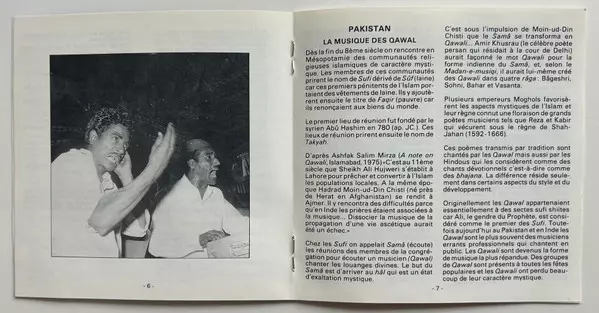 - 6 -
PAKISTAN
LA MUSIQUE DES QAWAL
Dès la fin du 8ème siècle on rencontre en
Mésopotamie des communautés reli-
gieuses islamiques de caractère mysti-
que. Les membres de ces communautés
prirent le nom de Sufi dérivé de Sûf (laine)
car ces premiers pénitents de l'Islam por-
taient des vêtements de laine. Ils y ajoutè-
rent ensuite le titre de Faqir (pauvre) car
ils renonçaient aux biens du monde.
Le premier lieu de réunion fut fondé par le
syrien Abû Hashim en 780 (ap. JC.). Ces
lieux de réunion prirent ensuite le nom de
Takyah.
D'après Ashfak Salim Mirza (A note on
Qawali, Islamabad, 1975) «C'est au 11ème
siècle que Sheikh Ali Hujweri s'établit à
Lahore pour prêcher et convertir à l'Islam
les populations locales. A la même épo-
que Hadrad Moin-ud-Din Chisti (né près
de Herat en Afghanistan) se rendit à
Ajmer. Il y rencontra des difficultés parce
qu'en Inde les prières étaient associées à
la musique... Dissocier la musique de la
propagation d'une vie ascétique aurait
été un échec.»
Chez les Sufi on appelait Samâ (écoute)
les réunions des membres de la congré-
gation pour écouter un musicien (Qawal)
chanter les louanges divines. Le but du
Samâ est d'arriver au hâl qui est un état
d'exaltation mystique.
C'est sous l'impulsion de Moin-ud-Din
Chisti que le Samâ se transforma en
Qawali... Amir Khusrau (le célèbre poète
persan qui résidait à la cour de Delhi)
aurait façonné le mot Qawali pour la
forme indienne du Samâ, et, selon le
Madan-e-musiqi, il aurait lui-même créé
des Qawali dans quatre râga : Bâgeshri,
Sohni, Bahar et Vasanta.
Plusieurs empereurs Moghols favorisè-
rent les aspects mystiques de l'Islam et
leur règne connut une floraison de grands
poètes musiciens tels que Reza et Kabir
qui vécurent sous le règne de Shah-
Jahan (1592-1666).
Ces poèmes transmis par tradition sont
chantés par les Qawal mais aussi par les
Hindous qui les considèrent comme des
chants dévotionnels c'est-à-dire comme
des bhajana. La différence réside seule-
ment dans certains aspects du style et du
développement.
Originellement les Qawal appartenaient
essentiellement à des sectes sufi shiites
car Ali, le gendre du Prophète, est consi-
déré comme le premier des Sufi. Toute-
fois aujourd'hui au Pakistan et en Inde les
Qawal sont le plus souvent des musiciens
errants professionnels qui chantent en
public. Les Qawali sont devenus la forme
de musique la plus répandue. Des groupes
de Qawal sont présents à toutes les fêtes
populaires et les Qawali ont perdu beau-
coup de leur caractère mystique.
- 7 -